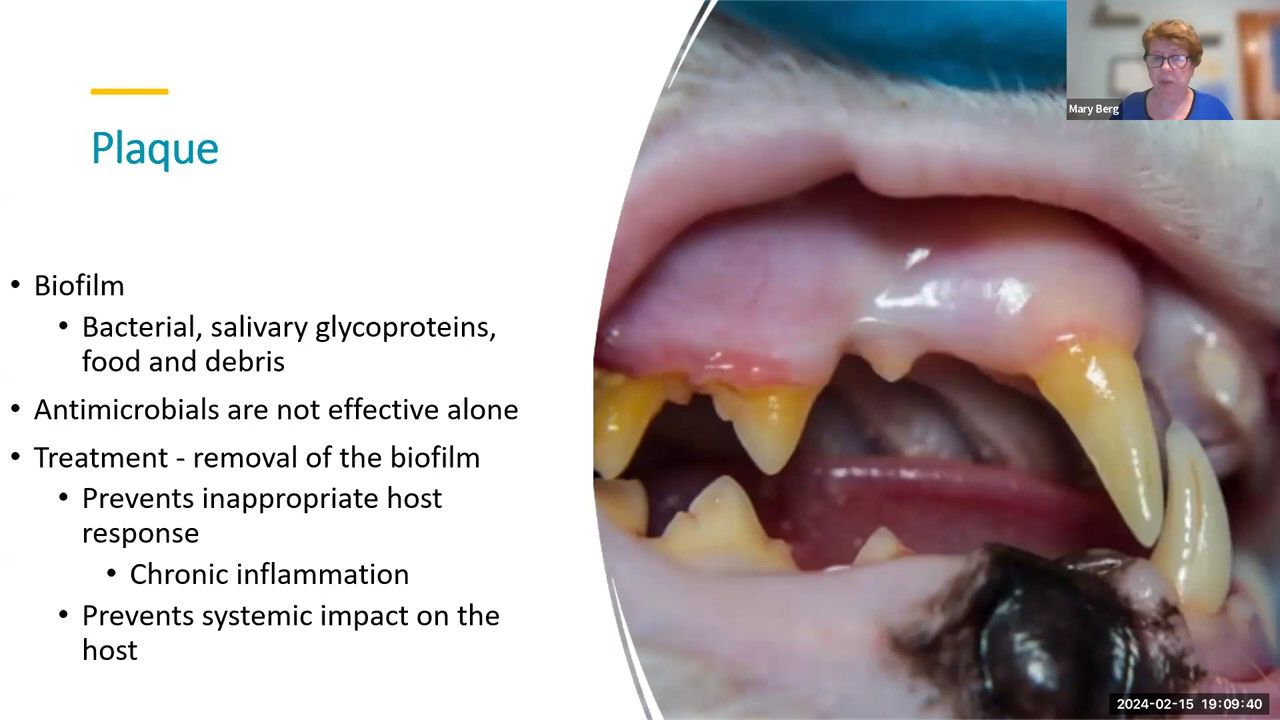 Plaque
• Biofilm
• Bacterial, salivary glycoproteins,
food and debris
• Antimicrobials are not effective alone
• Treatment - removal of the biofilm
• Prevents inappropriate host
response
• Chronic inflammation
• Prevents systemic impact on the
host
Mary Berg
2024-02-15 19:09:40